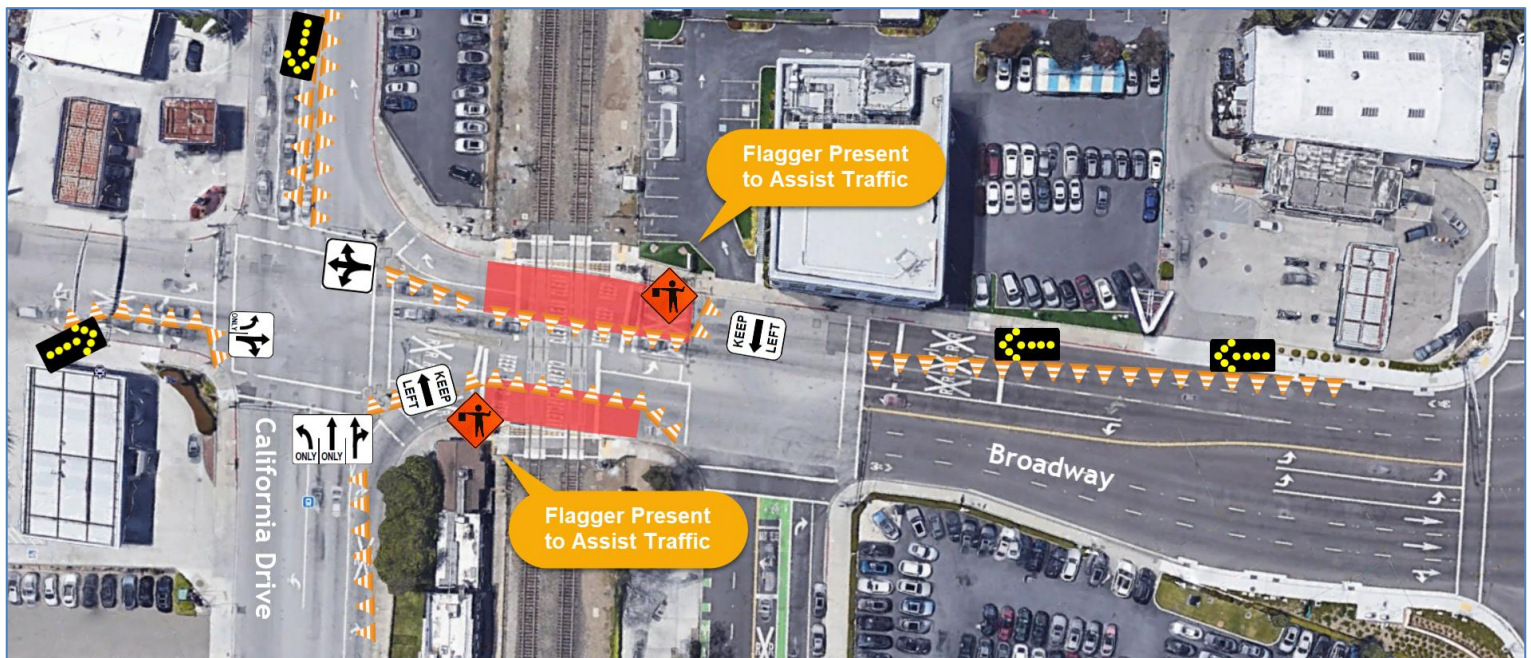 Flagger Present
to Assist Traffic
KEEP
LEFT
ONLY
KEEP
LEFT
ONLY
ONLY
California Drive
Broadway
Flagger Present
to Assist Traffic